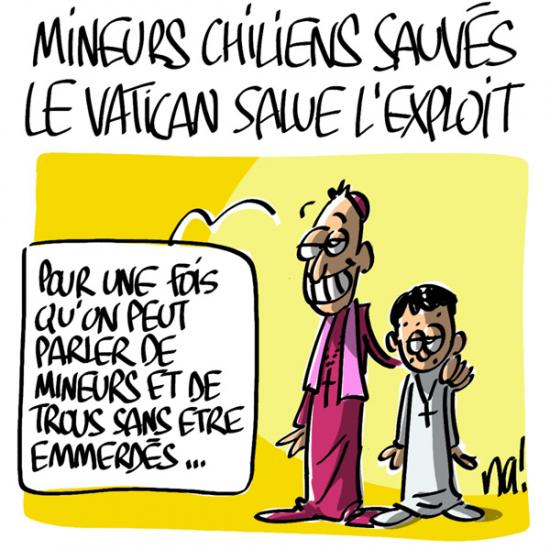 MINEURS CHILIENS SAUVÉS
LE VATICAN SALUE L'EXPLOIT
POUR UNE FOIS
QU'ON PEUT
PARLER DE
MINEURS ET DE
TROUS SANS ETRE
EMMERDÉS...
na!